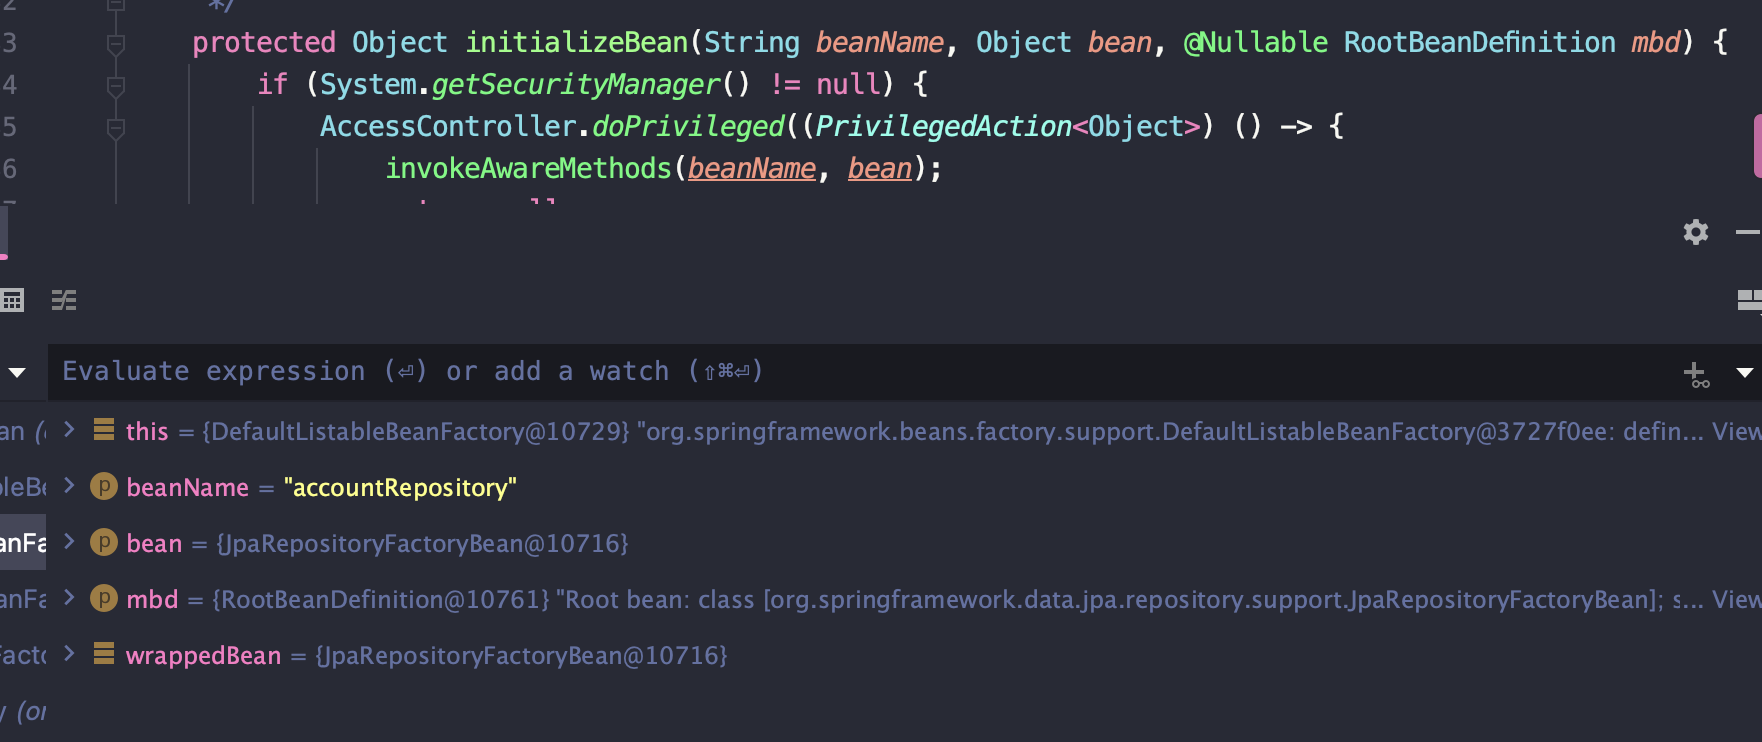 2 */
3 protected Object initializeBean(String beanName, Object bean, @Nullable RootBeanDefinition mbd) {
4 if (System.getSecurityManager() != null) {
5 AccessController.doPrivileged((PrivilegedAction<Object>) () -> {
6 invokeAwareMethods(beanName, bean);
Evaluate expression (⏎) or add a watch (⇧⌘⏎)
an (
this = {DefaultListableBeanFactory@10729} "org.springframework.beans.factory.support.DefaultListableBeanFactory@3727f0ee: defin... View
leBe
p beanName = "accountRepository"
anFa
p bean = {JpaRepositoryFactoryBean@10716}
anFa
p mbd = {RootBeanDefinition@10761} "Root bean: class [org.springframework.data.jpa.repository.support.JpaRepositoryFactoryBean]; s... View
Facto
wrappedBean = {JpaRepositoryFactoryBean@10716}
y (or